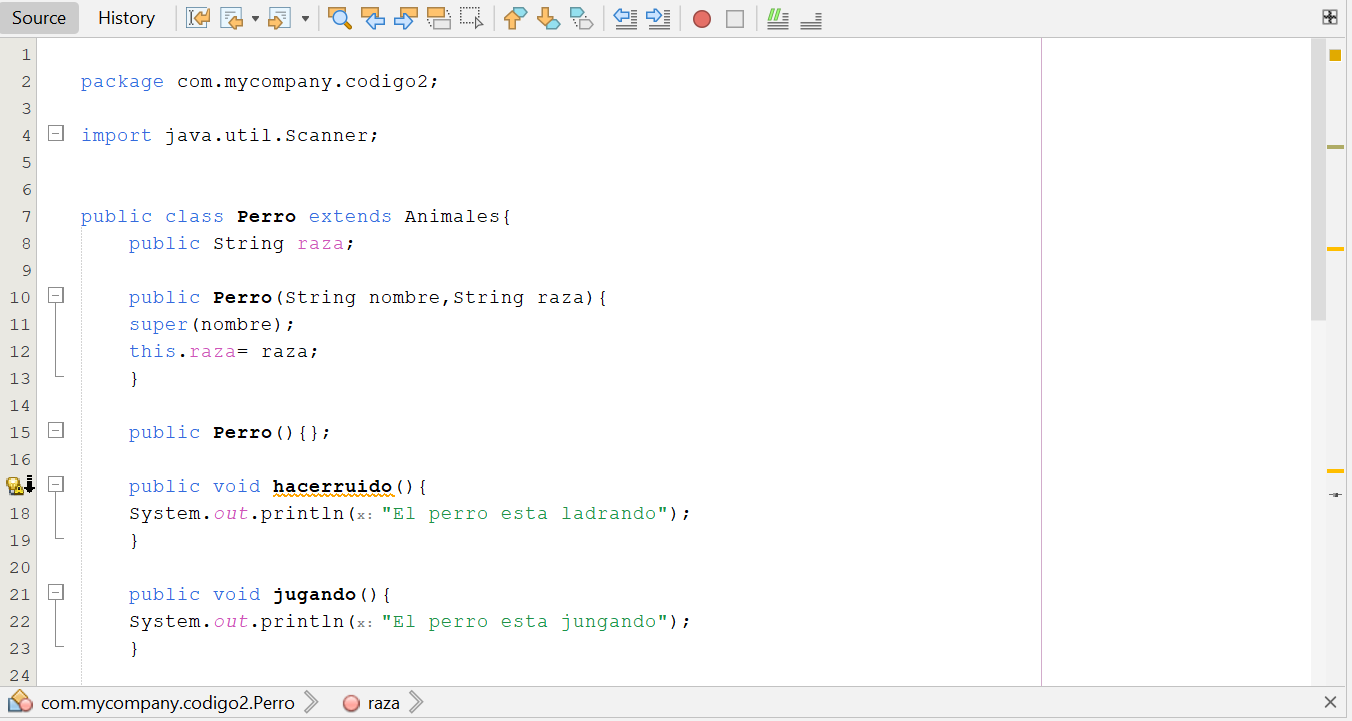 Source History
1
2 package com.mycompany.codigo2;
3
4 import java.util.Scanner;
5
6
7 public class Perro extends Animales{
8 public String raza;
9
10 public Perro(String nombre,String raza){
11 super(nombre);
12 this.raza= raza;
13 }
14
15 public Perro(){};
16
public void hacerruido(){
18 System.out.println(x: "El perro esta ladrando");
19 }
20
21 public void jugando(){
22 System.out.println(x: "El perro esta jungando");
23 }
24
com.mycompany.codigo2.Perro raza